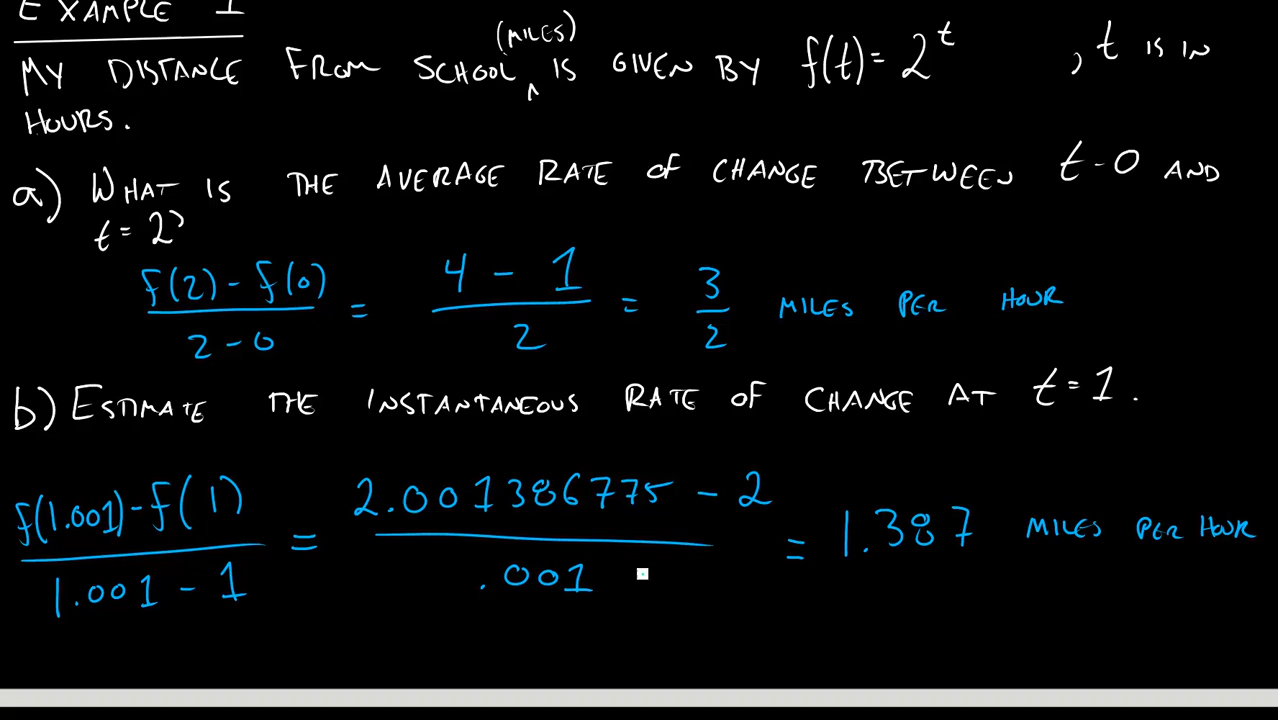 EXAMPLE 1
MY DISTANCE FROM SCHOOL (MILES) IS GIVEN BY f(t) = 2^t , t IS IN
HOURS.
a) WHAT IS THE AVERAGE RATE OF CHANGE BETWEEN t - 0 AND
t = 2?
(f(2) - f(0))/(2 - 0) = (4 - 1)/2 = 3/2 MILES PER HOUR
b) ESTIMATE THE INSTANTANEOUS RATE OF CHANGE AT t = 1.
(f(1.001) - f(1))/(1.001 - 1) = (2.001386775 - 2)/.001 = 1.387 MILES PER HOUR